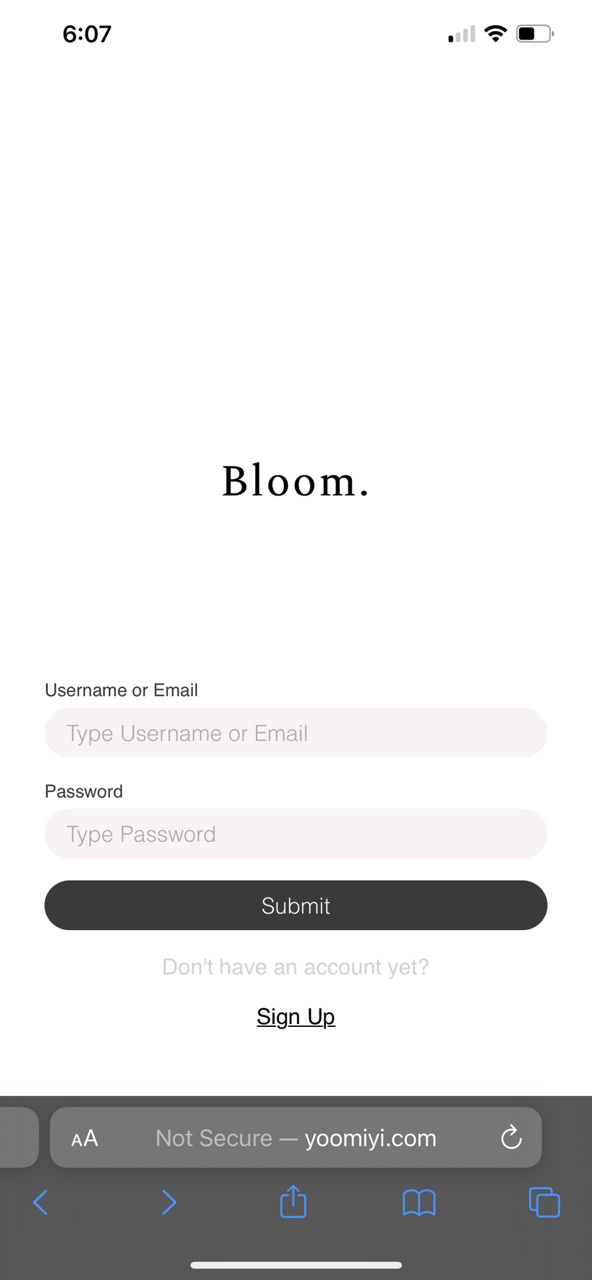 6:07
Bloom.
Username or Email
Type Username or Email
Password
Type Password
Submit
Don't have an account yet?
Sign Up
AA Not Secure — yoomiyi.com